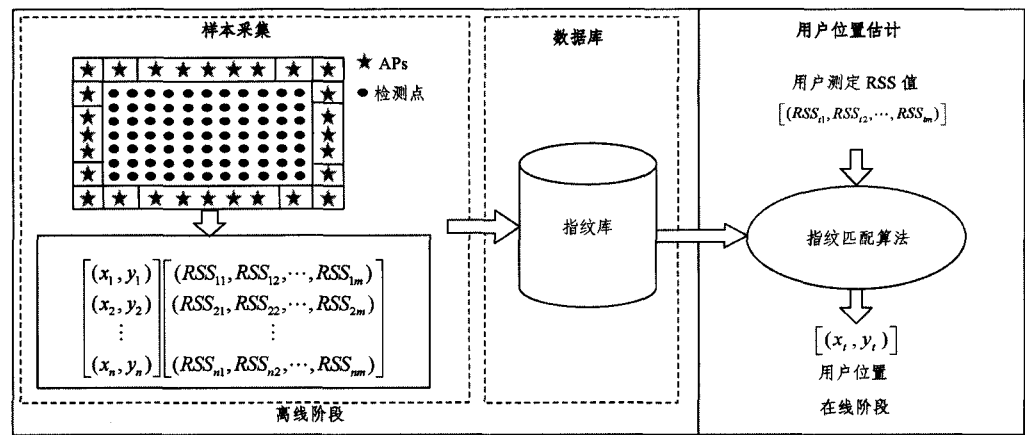 样本采集
★ APs
● 检测点
[(x₁, y₁)] [(RSS₁₁, RSS₁₂, ⋯, RSS₁ₘ)]
[(x₂, y₂)] [(RSS₂₁, RSS₂₂, ⋯, RSS₂ₘ)]
⋮ ⋮
[(xₙ, yₙ)] [(RSSₙ₁, RSSₙ₂, ⋯, RSSₙₘ)]
数据库
指纹库
离线阶段
用户位置估计
用户测定 RSS 值
[(RSSₜ₁, RSSₜ₂, ⋯, RSSₜₘ)]
指纹匹配算法
[(xₜ, yₜ)]
用户位置
在线阶段